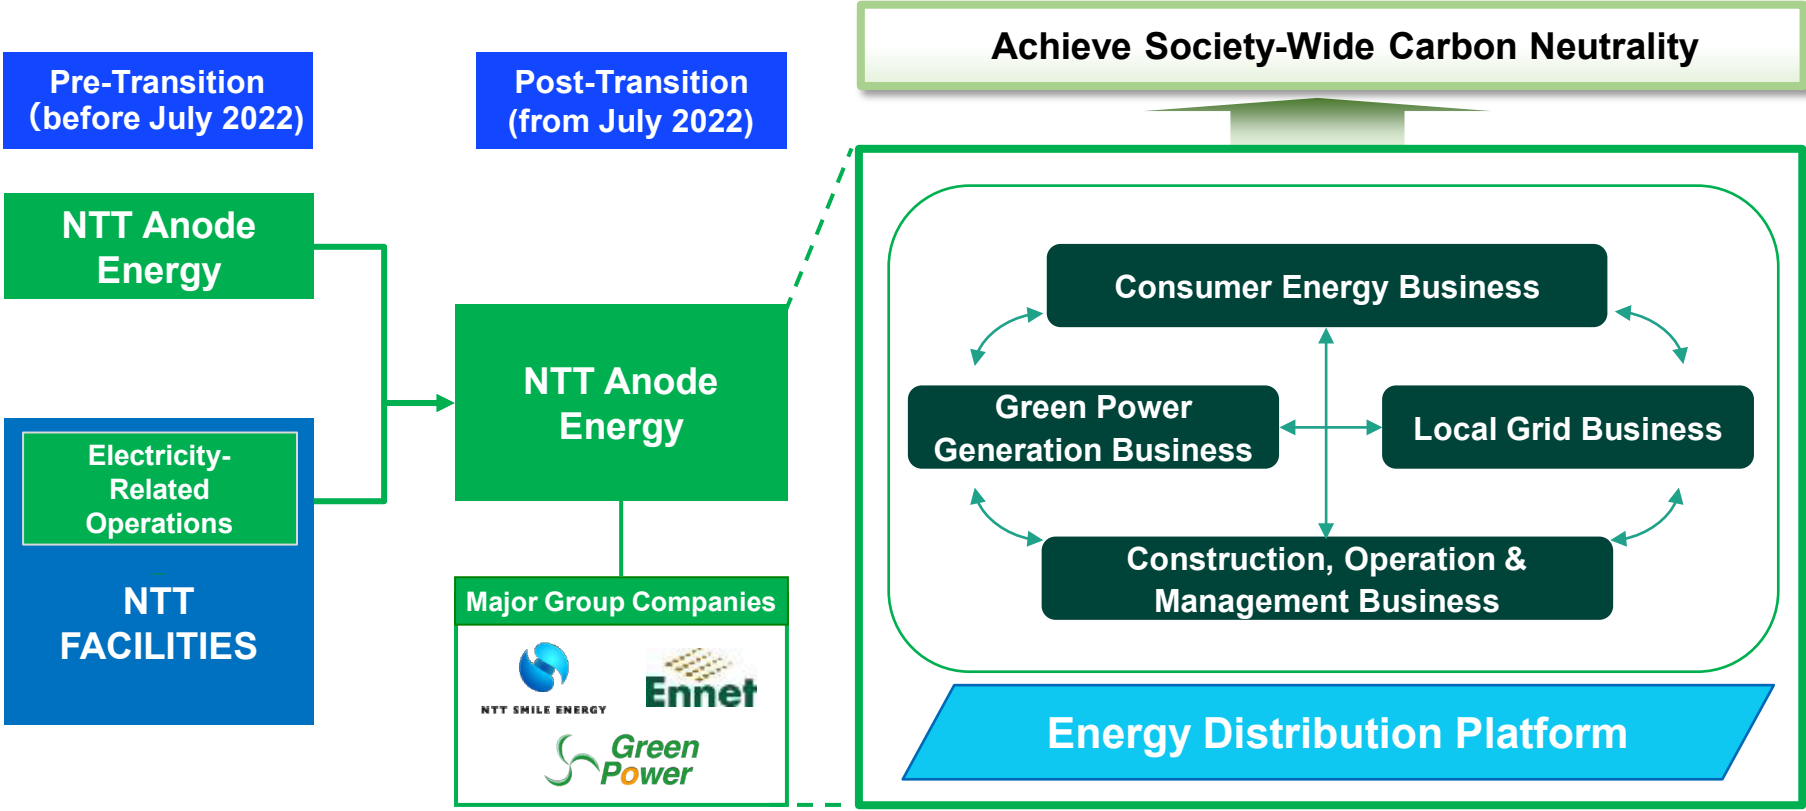 Pre-Transition
（before July 2022)
Post-Transition
(from July 2022)
Achieve Society-Wide Carbon Neutrality
NTT Anode
Energy
Electricity-
Related
Operations
NTT
FACILITIES
NTT Anode
Energy
Major Group Companies
NTT SMILE ENERGY
Ennet
Green
Power
Consumer Energy Business
Green Power
Generation Business
Local Grid Business
Construction, Operation &
Management Business
Energy Distribution Platform